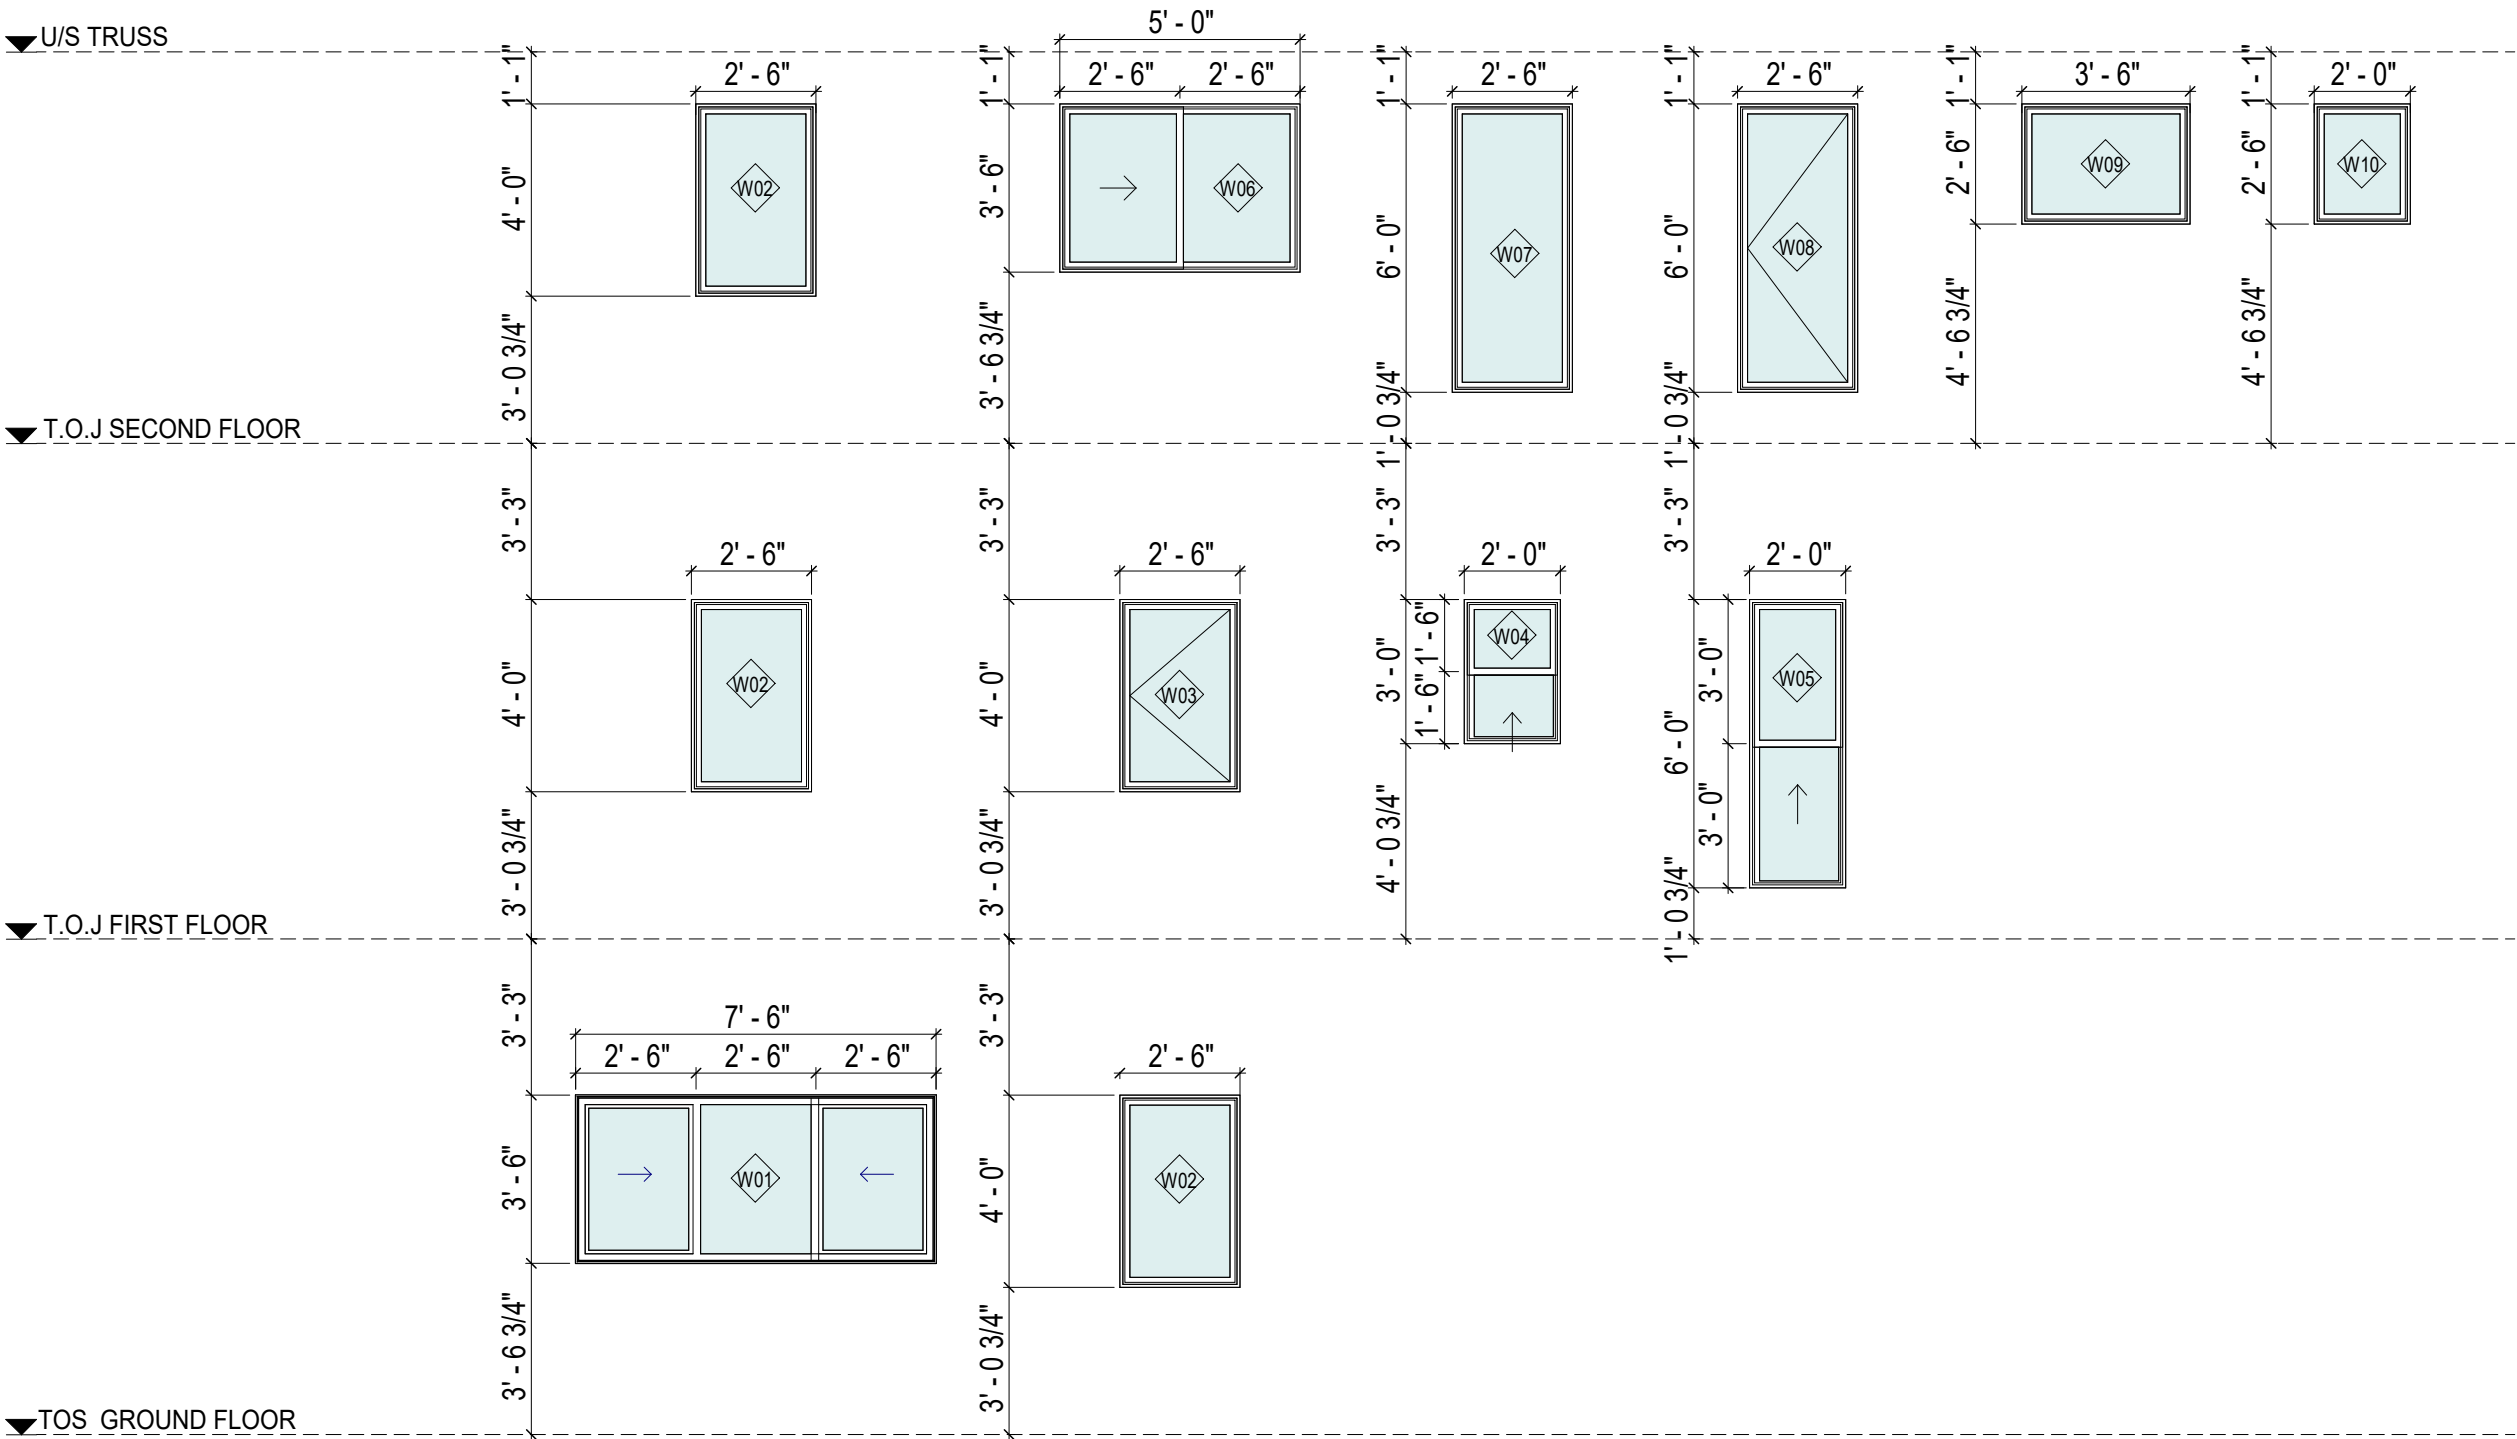 5' - 0"
U/S TRUSS
1' - 1"
2' - 6"
1' - 1"
2' - 6"
2' - 6"
1' - 1"
2' - 6"
1' - 1"
2' - 6"
1' - 1"
3' - 6"
1' - 1"
2' - 0"
4' - 0"
W02
3' - 6"
W06
6' - 0"
W07
6' - 0"
W08
2' - 6"
W09
2' - 6"
W10
3' - 0 3/4"
3' - 6 3/4"
1' - 0 3/4"
1' - 0 3/4"
4' - 6 3/4"
4' - 6 3/4"
T.O.J SECOND FLOOR
3' - 3"
3' - 3"
3' - 3"
3' - 3"
2' - 6"
2' - 6"
2' - 0"
2' - 0"
4' - 0"
W02
4' - 0"
W03
3' - 0"
1' - 6"
1' - 6"
W04
6' - 0"
3' - 0"
3' - 0"
W05
3' - 0 3/4"
3' - 0 3/4"
4' - 0 3/4"
1' - 0 3/4"
T.O.J FIRST FLOOR
3' - 3"
7' - 6"
3' - 3"
2' - 6"
2' - 6"
2' - 6"
2' - 6"
3' - 6"
W01
4' - 0"
W02
3' - 6 3/4"
3' - 0 3/4"
TOS GROUND FLOOR